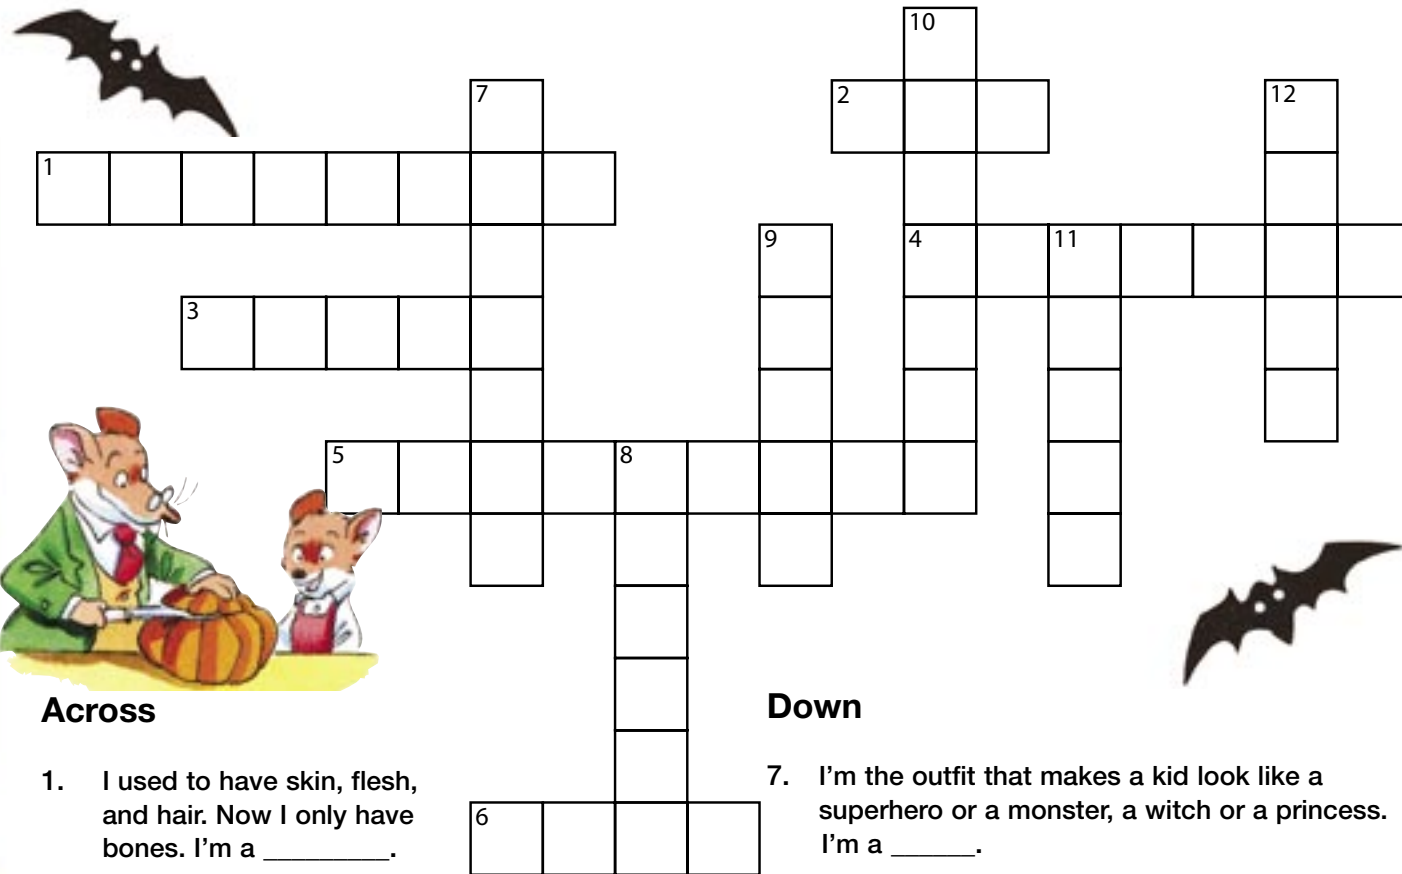 10
7
2
12
1
9
4
11
3
5
8
6
Across
1. I used to have skin, flesh,
and hair. Now I only have
bones. I'm a _________.
Down
7. I'm the outfit that makes a kid look like a
superhero or a monster, a witch or a princess.
I'm a ______.